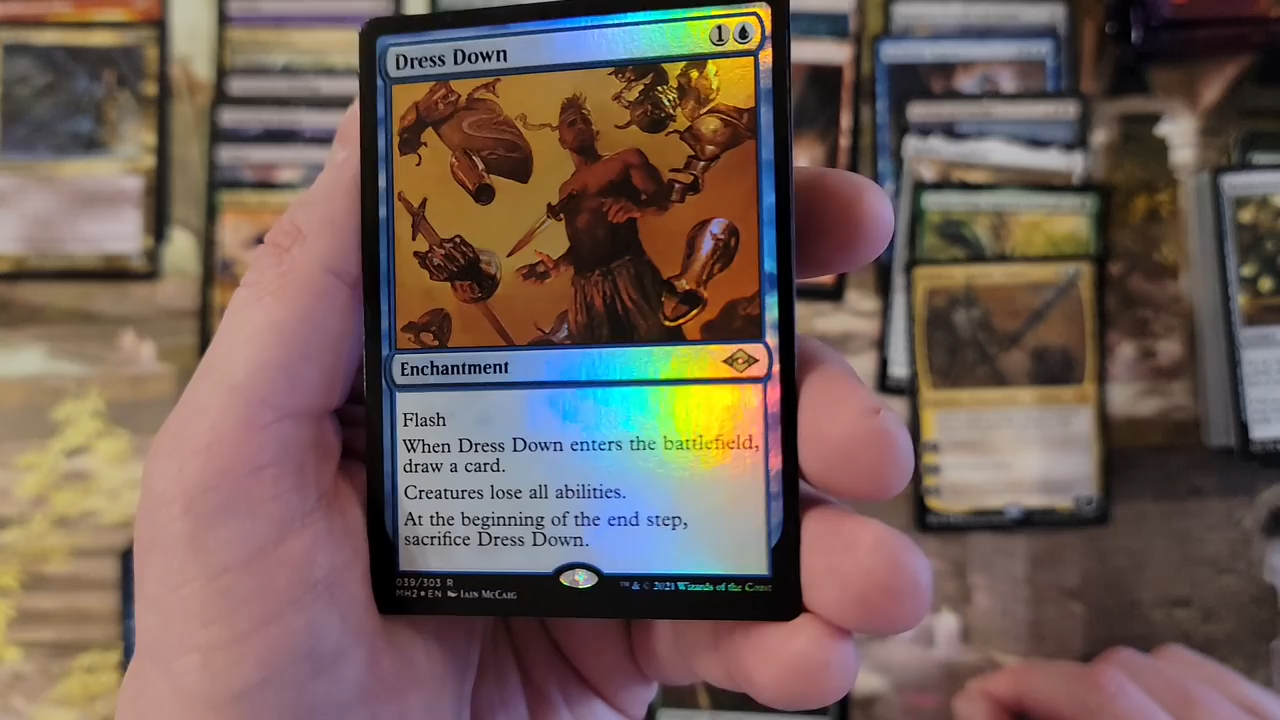 Dress Down
1
Enchantment
Flash
When Dress Down enters the battlefield,
draw a card.
Creatures lose all abilities.
At the beginning of the end step,
sacrifice Dress Down.
039/303 R
MH2★EN Iain McCaig
™ & © 2021 Wizards of the Coast